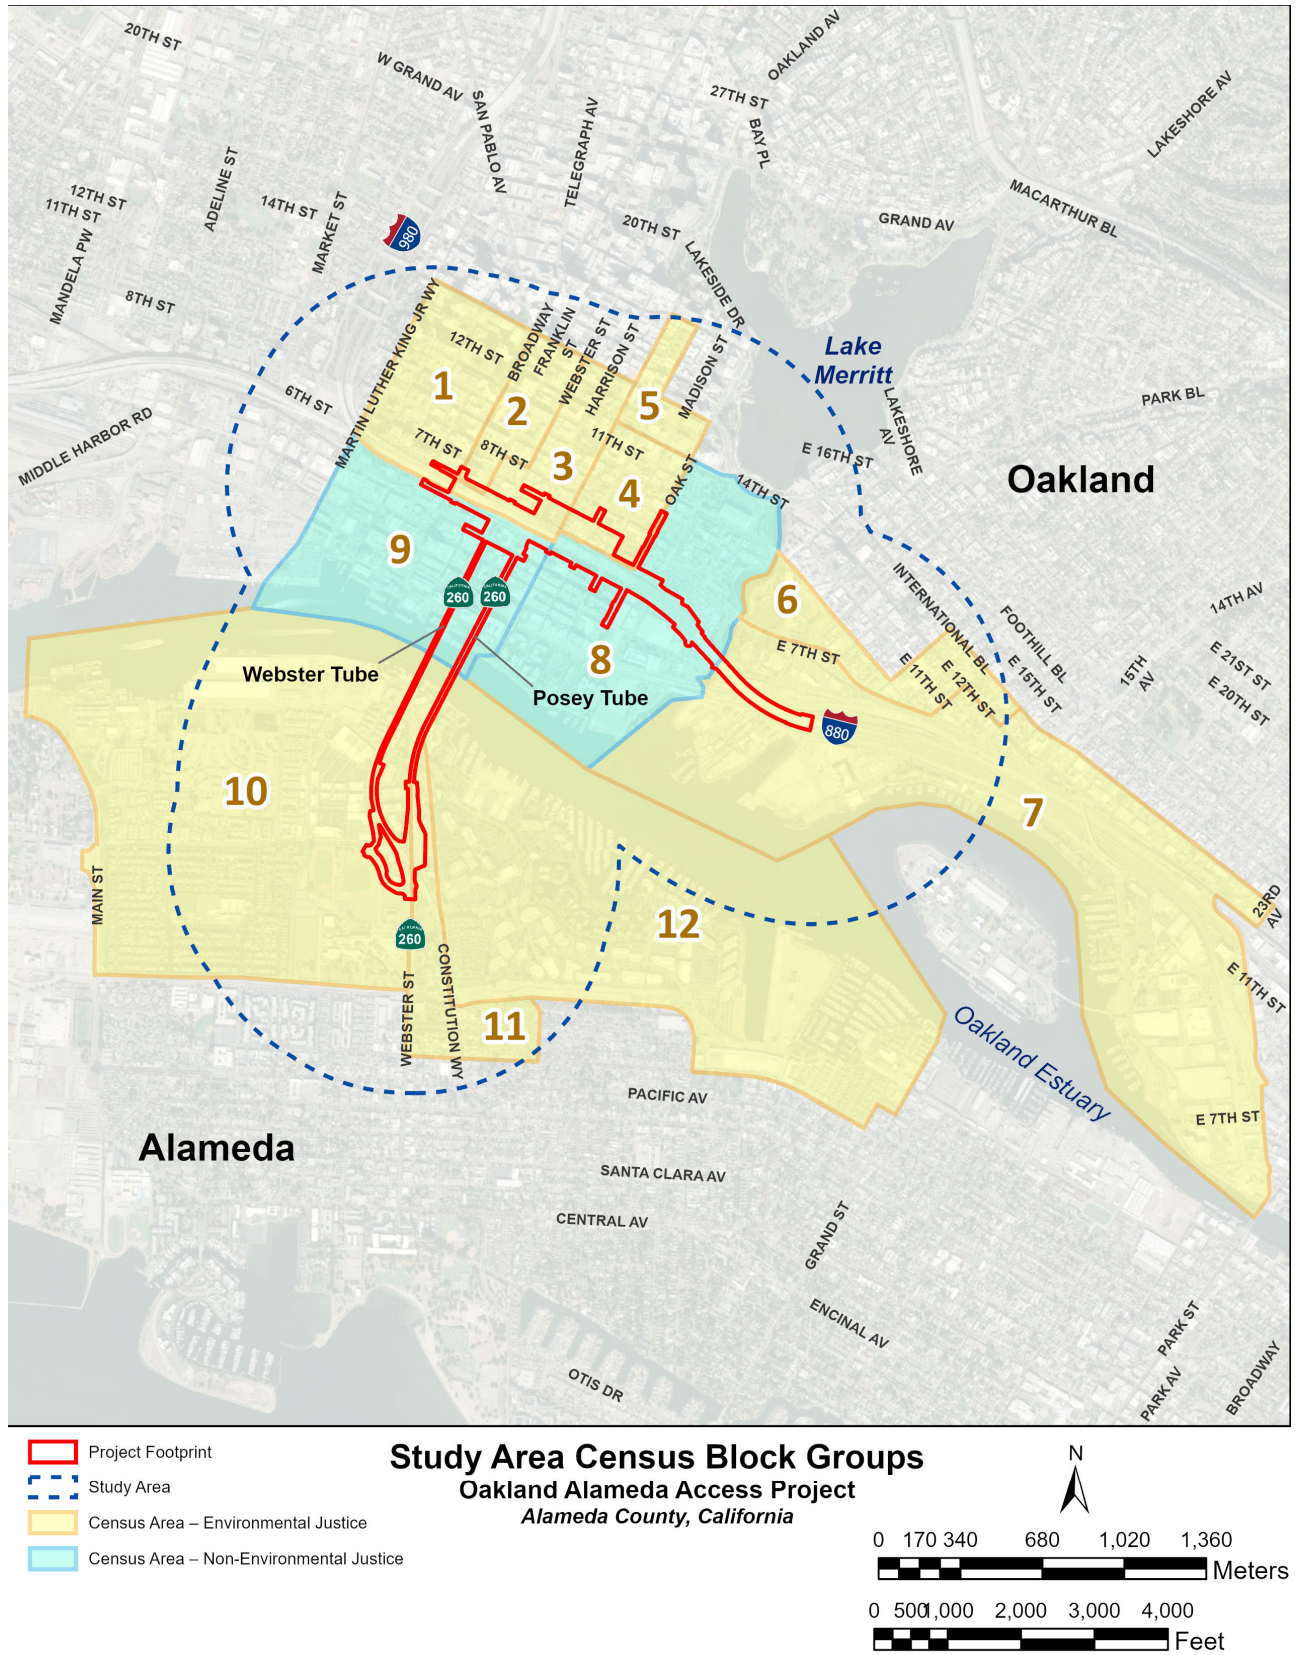 20TH ST
W GRAND AV
SAN PABLO AV
TELEGRAPH AV
27TH ST
BAY PL
OAKLAND AV
LAKESHORE AV
MACARTHUR BL
GRAND AV
12TH ST
11TH ST
MANDELA PW
ADELINE ST
14TH ST
MARKET ST
980
20TH ST
LAKESIDE DR
8TH ST
MARTIN LUTHER KING JR WY
12TH ST
BROADWAY
FRANKLIN
ST
WEBSTER ST
HARRISON ST
MADISON ST
Lake
Merritt
LAKESHORE
AV
PARK BL
6TH ST
MIDDLE HARBOR RD
1
2
3
4
5
7TH ST
8TH ST
11TH ST
OAK ST
14TH ST
E 16TH ST
Oakland
9
260
260
6
8
E 7TH ST
INTERNATIONAL BL
FOOTHILL BL
14TH AV
E 11TH ST
E 12TH ST
E 15TH ST
15TH
AV
E 21ST ST
E 20TH ST
Webster Tube
Posey Tube
880
10
7
MAIN ST
12
260
23RD
AV
E 11TH ST
WEBSTER ST
CONSTITUTION WY
11
Oakland Estuary
PACIFIC AV
E 7TH ST
Alameda
SANTA CLARA AV
CENTRAL AV
GRAND ST
ENCINAL AV
OTIS DR
PARK ST
PARK AV
BROADWAY
Project Footprint
Study Area
Census Area – Environmental Justice
Census Area – Non-Environmental Justice
Study Area Census Block Groups
Oakland Alameda Access Project
Alameda County, California
N
0 170 340 680 1,020 1,360
Meters
0 500 1,000 2,000 3,000 4,000
Feet